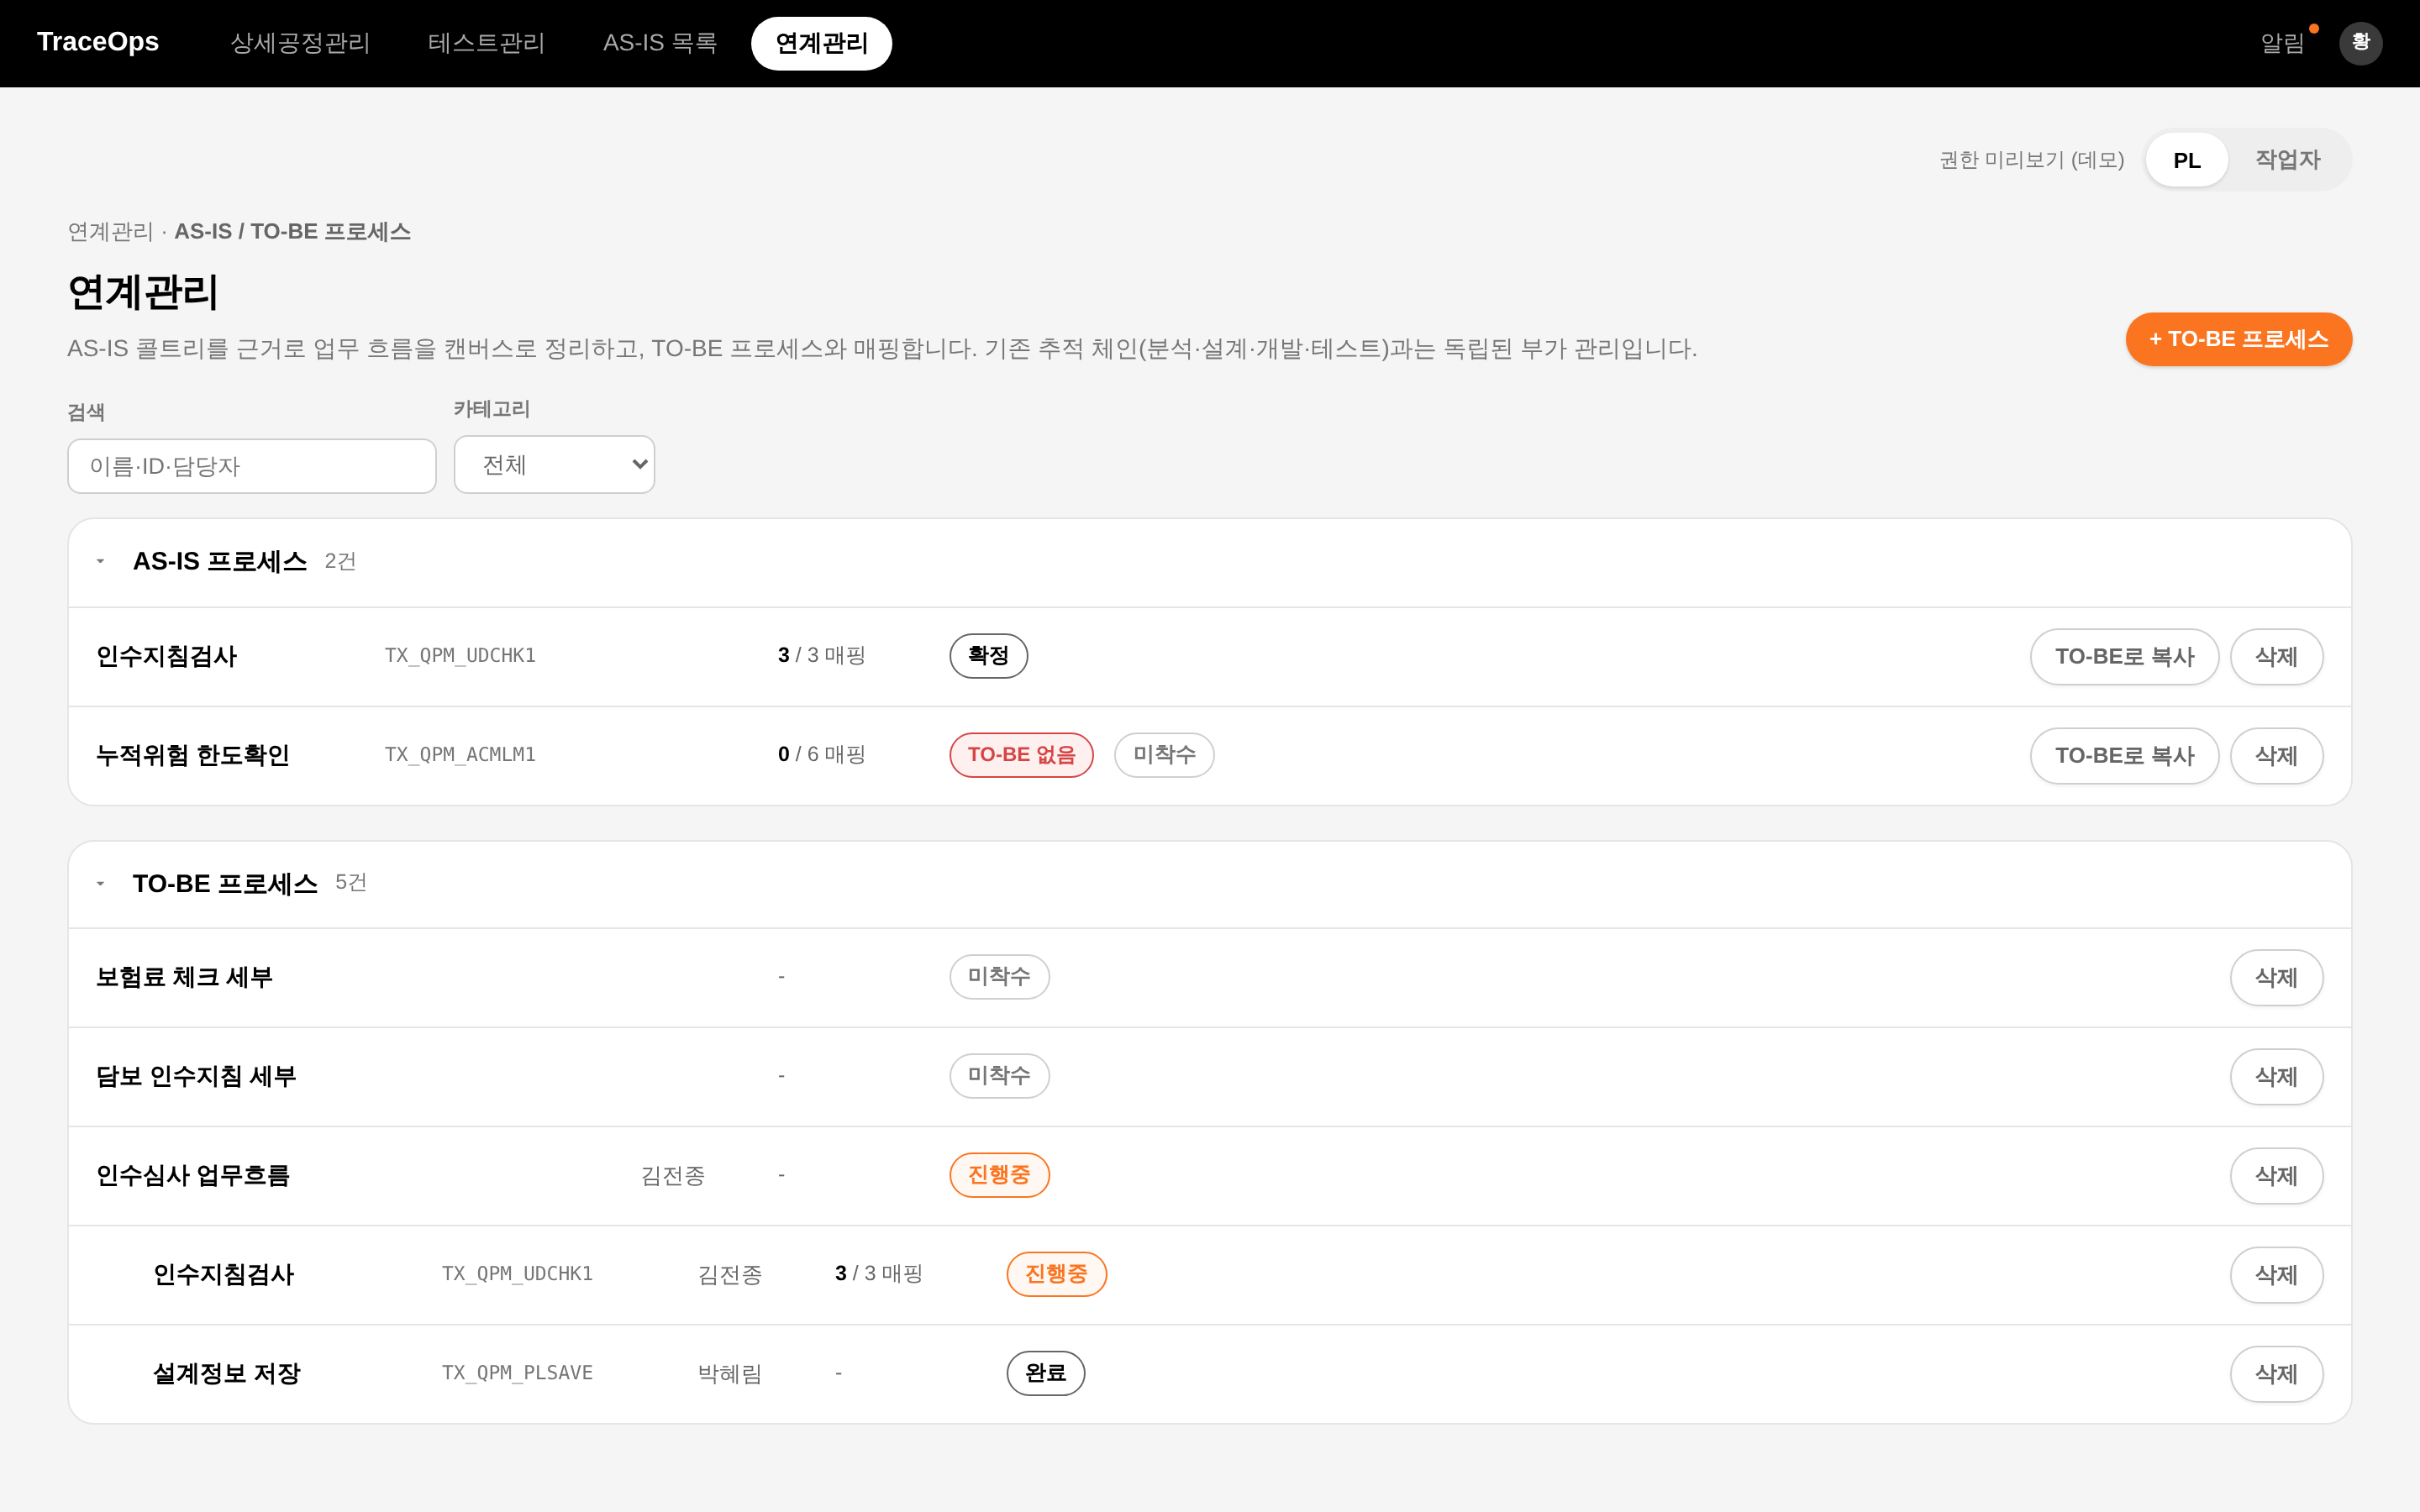 TraceOps 상세공정관리 테스트관리 AS-IS 목록 연계관리 알림 황
권한 미리보기 (데모) PL 작업자
연계관리 · AS-IS / TO-BE 프로세스
연계관리
AS-IS 콜트리를 근거로 업무 흐름을 캔버스로 정리하고, TO-BE 프로세스와 매핑합니다. 기존 추적 체인(분석·설계·개발·테스트)과는 독립된 부가 관리입니다.
+ TO-BE 프로세스
검색 카테고리
이름·ID·담당자 전체
AS-IS 프로세스 2건
인수지침검사 TX_QPM_UDCHK1 3 / 3 매핑 확정 TO-BE로 복사 삭제
누적위험 한도확인 TX_QPM_ACMLM1 0 / 6 매핑 TO-BE 없음 미착수 TO-BE로 복사 삭제
TO-BE 프로세스 5건
보험료 체크 세부 - 미착수 삭제
담보 인수지침 세부 - 미착수 삭제
인수심사 업무흐름 김전종 - 진행중 삭제
인수지침검사 TX_QPM_UDCHK1 김전종 3 / 3 매핑 진행중 삭제
설계정보 저장 TX_QPM_PLSAVE 박혜림 - 완료 삭제